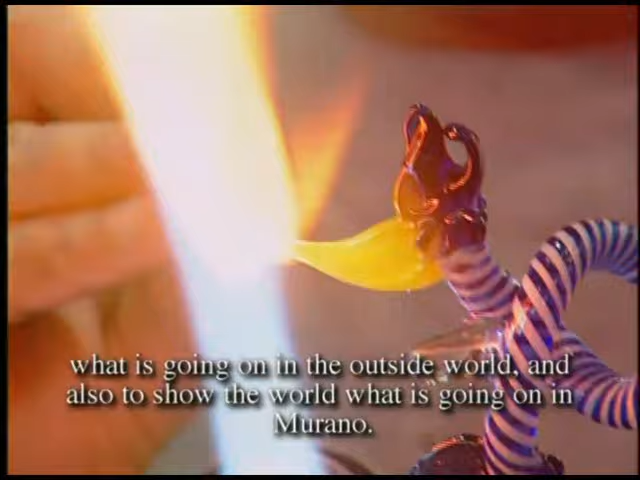 what is going on in the outside world, and
also to show the world what is going on in
Murano.